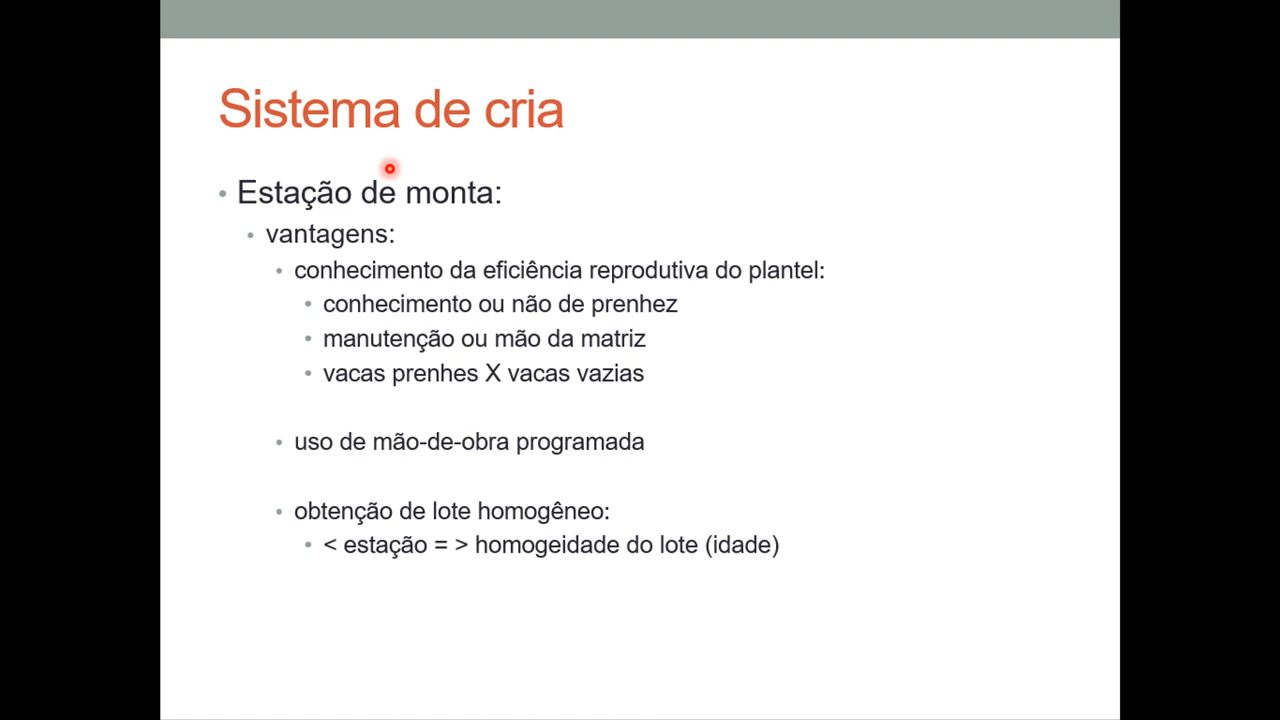 Sistema de cria
• Estação de monta:
• vantagens:
• conhecimento da eficiência reprodutiva do plantel:
• conhecimento ou não de prenhez
• manutenção ou mão da matriz
• vacas prenhes X vacas vazias
• uso de mão-de-obra programada
• obtenção de lote homogêneo:
• < estação = > homogeidade do lote (idade)